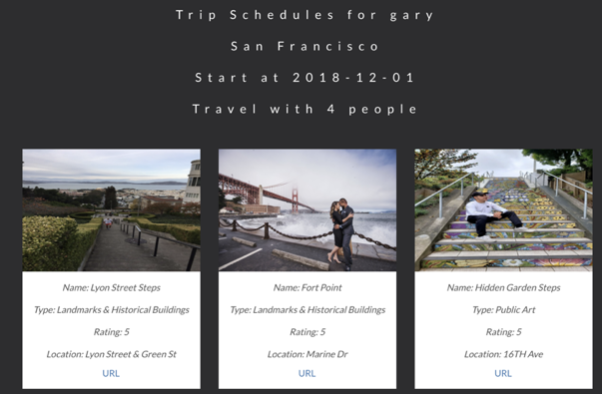 Trip Schedules for gary
San Francisco
Start at 2018-12-01
Travel with 4 people
Name: Lyon Street Steps
Type: Landmarks & Historical Buildings
Rating: 5
Location: Lyon Street & Green St
URL
Name: Fort Point
Type: Landmarks & Historical Buildings
Rating: 5
Location: Marine Dr
URL
Name: Hidden Garden Steps
Type: Public Art
Rating: 5
Location: 16TH Ave
URL